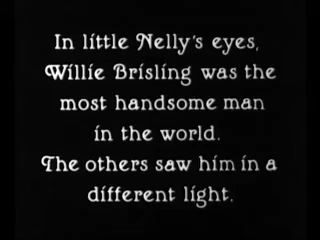 In little Nelly's eyes,
Willie Brisling was the
most handsome man
in the world.
The others saw him in a
different light.